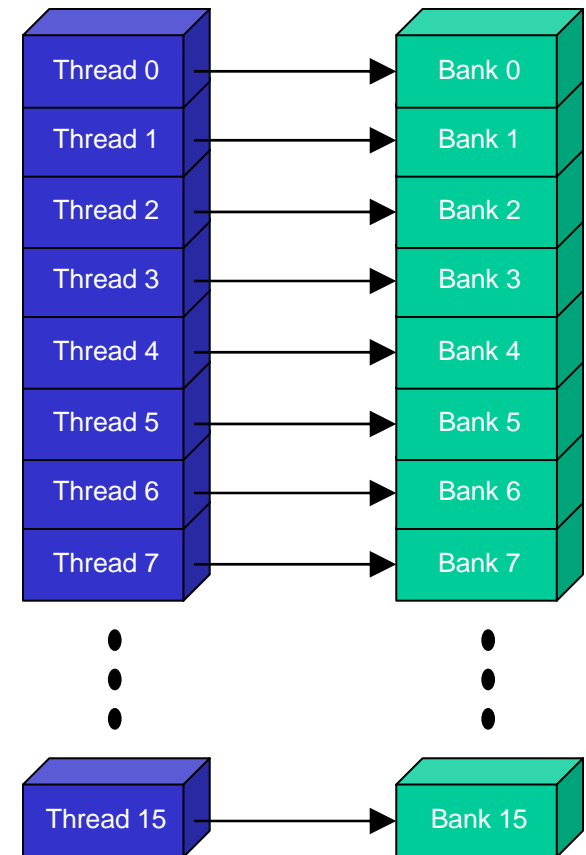 Thread 0
Bank 0
Thread 1
Bank 1
Thread 2
Bank 2
Thread 3
Bank 3
Thread 4
Bank 4
Thread 5
Bank 5
Thread 6
Bank 6
Thread 7
Bank 7
Thread 15
Bank 15